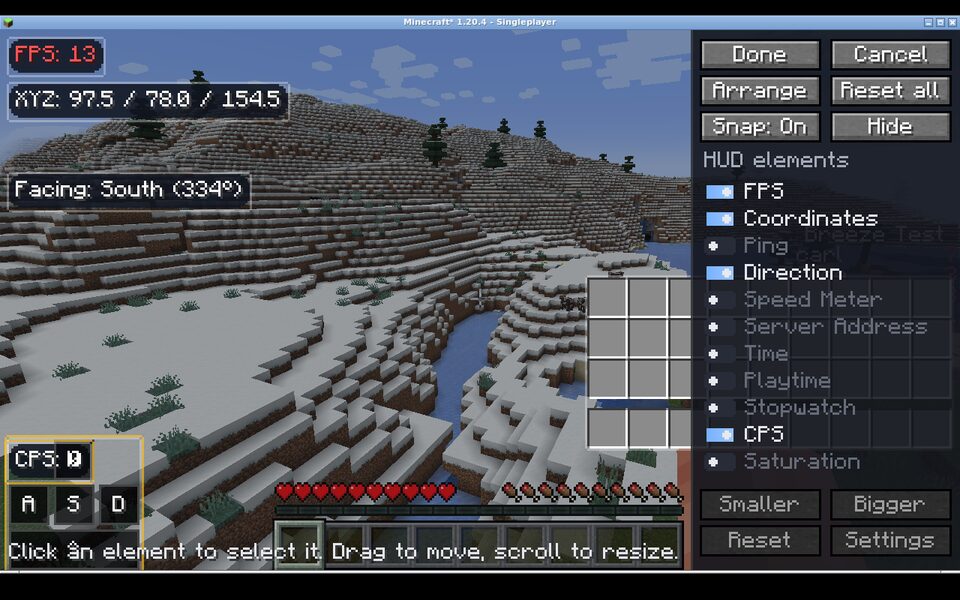 Minecraft* 1.20.4 - Singleplayer
FPS: 13
XYZ: 97.5 / 78.0 / 154.5
Facing: South (334°)
Done
Cancel
Arrange
Reset all
Snap: On
Hide
HUD elements
FPS
Coordinates
Breeze Test
Ping
carl
Direction
Speed Meter
Server Address
Time
Playtime
Stopwatch
CPS
Saturation
CPS: 0
A S D
Smaller
Bigger
Click an element to select it. Drag to move, scroll to resize.
Reset
Settings